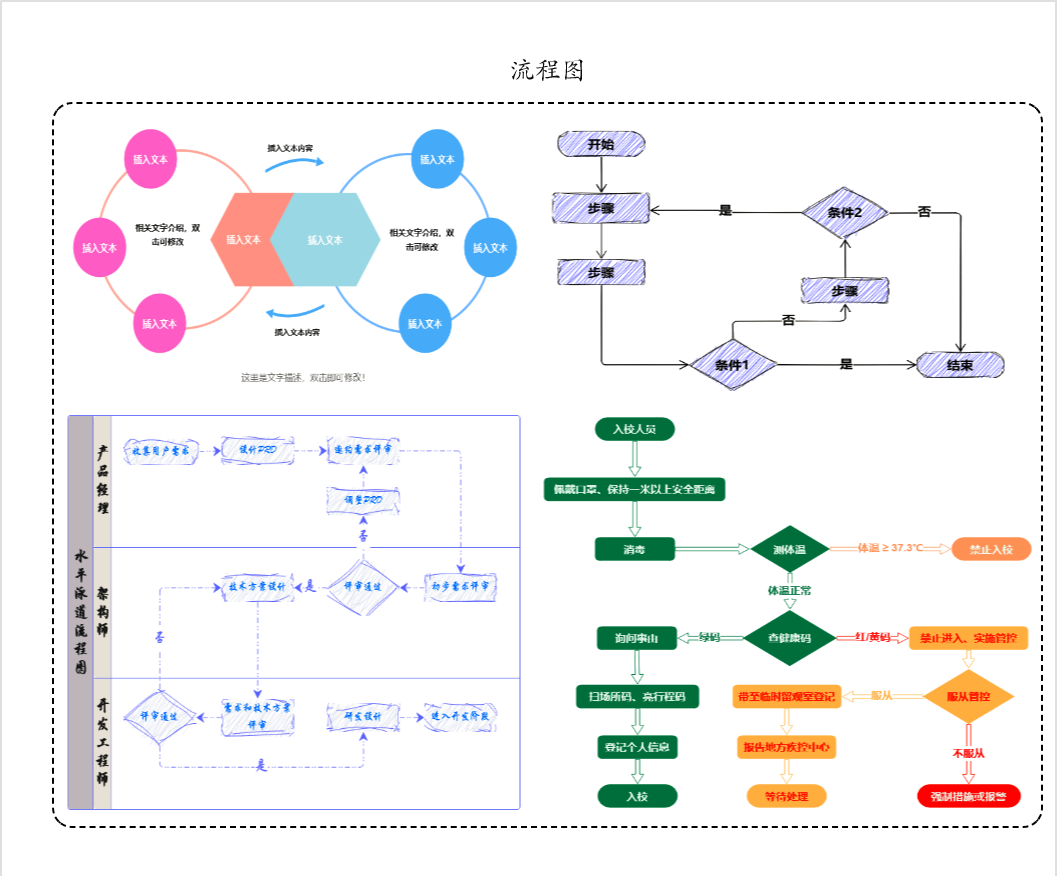 流程图
插入文本内容
插入文本
插入文本
相关文字介绍，双
击可修改
插入文本
插入文本
相关文字介绍，双
击可修改
插入文本
插入文本
插入文本
插入文本
插入文本内容
这里是文字描述，双击即可修改！
开始
步骤
是
条件2
否
步骤
步骤
否
条件1
是
结束
水平泳道流程图
产品经理
收集用户需求
设计PRD
连约需求评审
调整PRD
否
架构师
技术方案设计
是
评审通过
初步需求评审
否
开发工程师
评审通过
需求和技术方案
评审
研发设计
进入开发阶段
是
入校人员
佩戴口罩、保持一米以上安全距离
消毒
测体温
体温 ≥ 37.3℃
禁止入校
体温正常
询问事由
绿码
查健康码
红/黄码
禁止进入、实施管控
扫场所码、亮行程码
带至临时留观室登记
服从
服从管控
登记个人信息
报告地方疾控中心
不服从
入校
等待处理
强制措施或报警